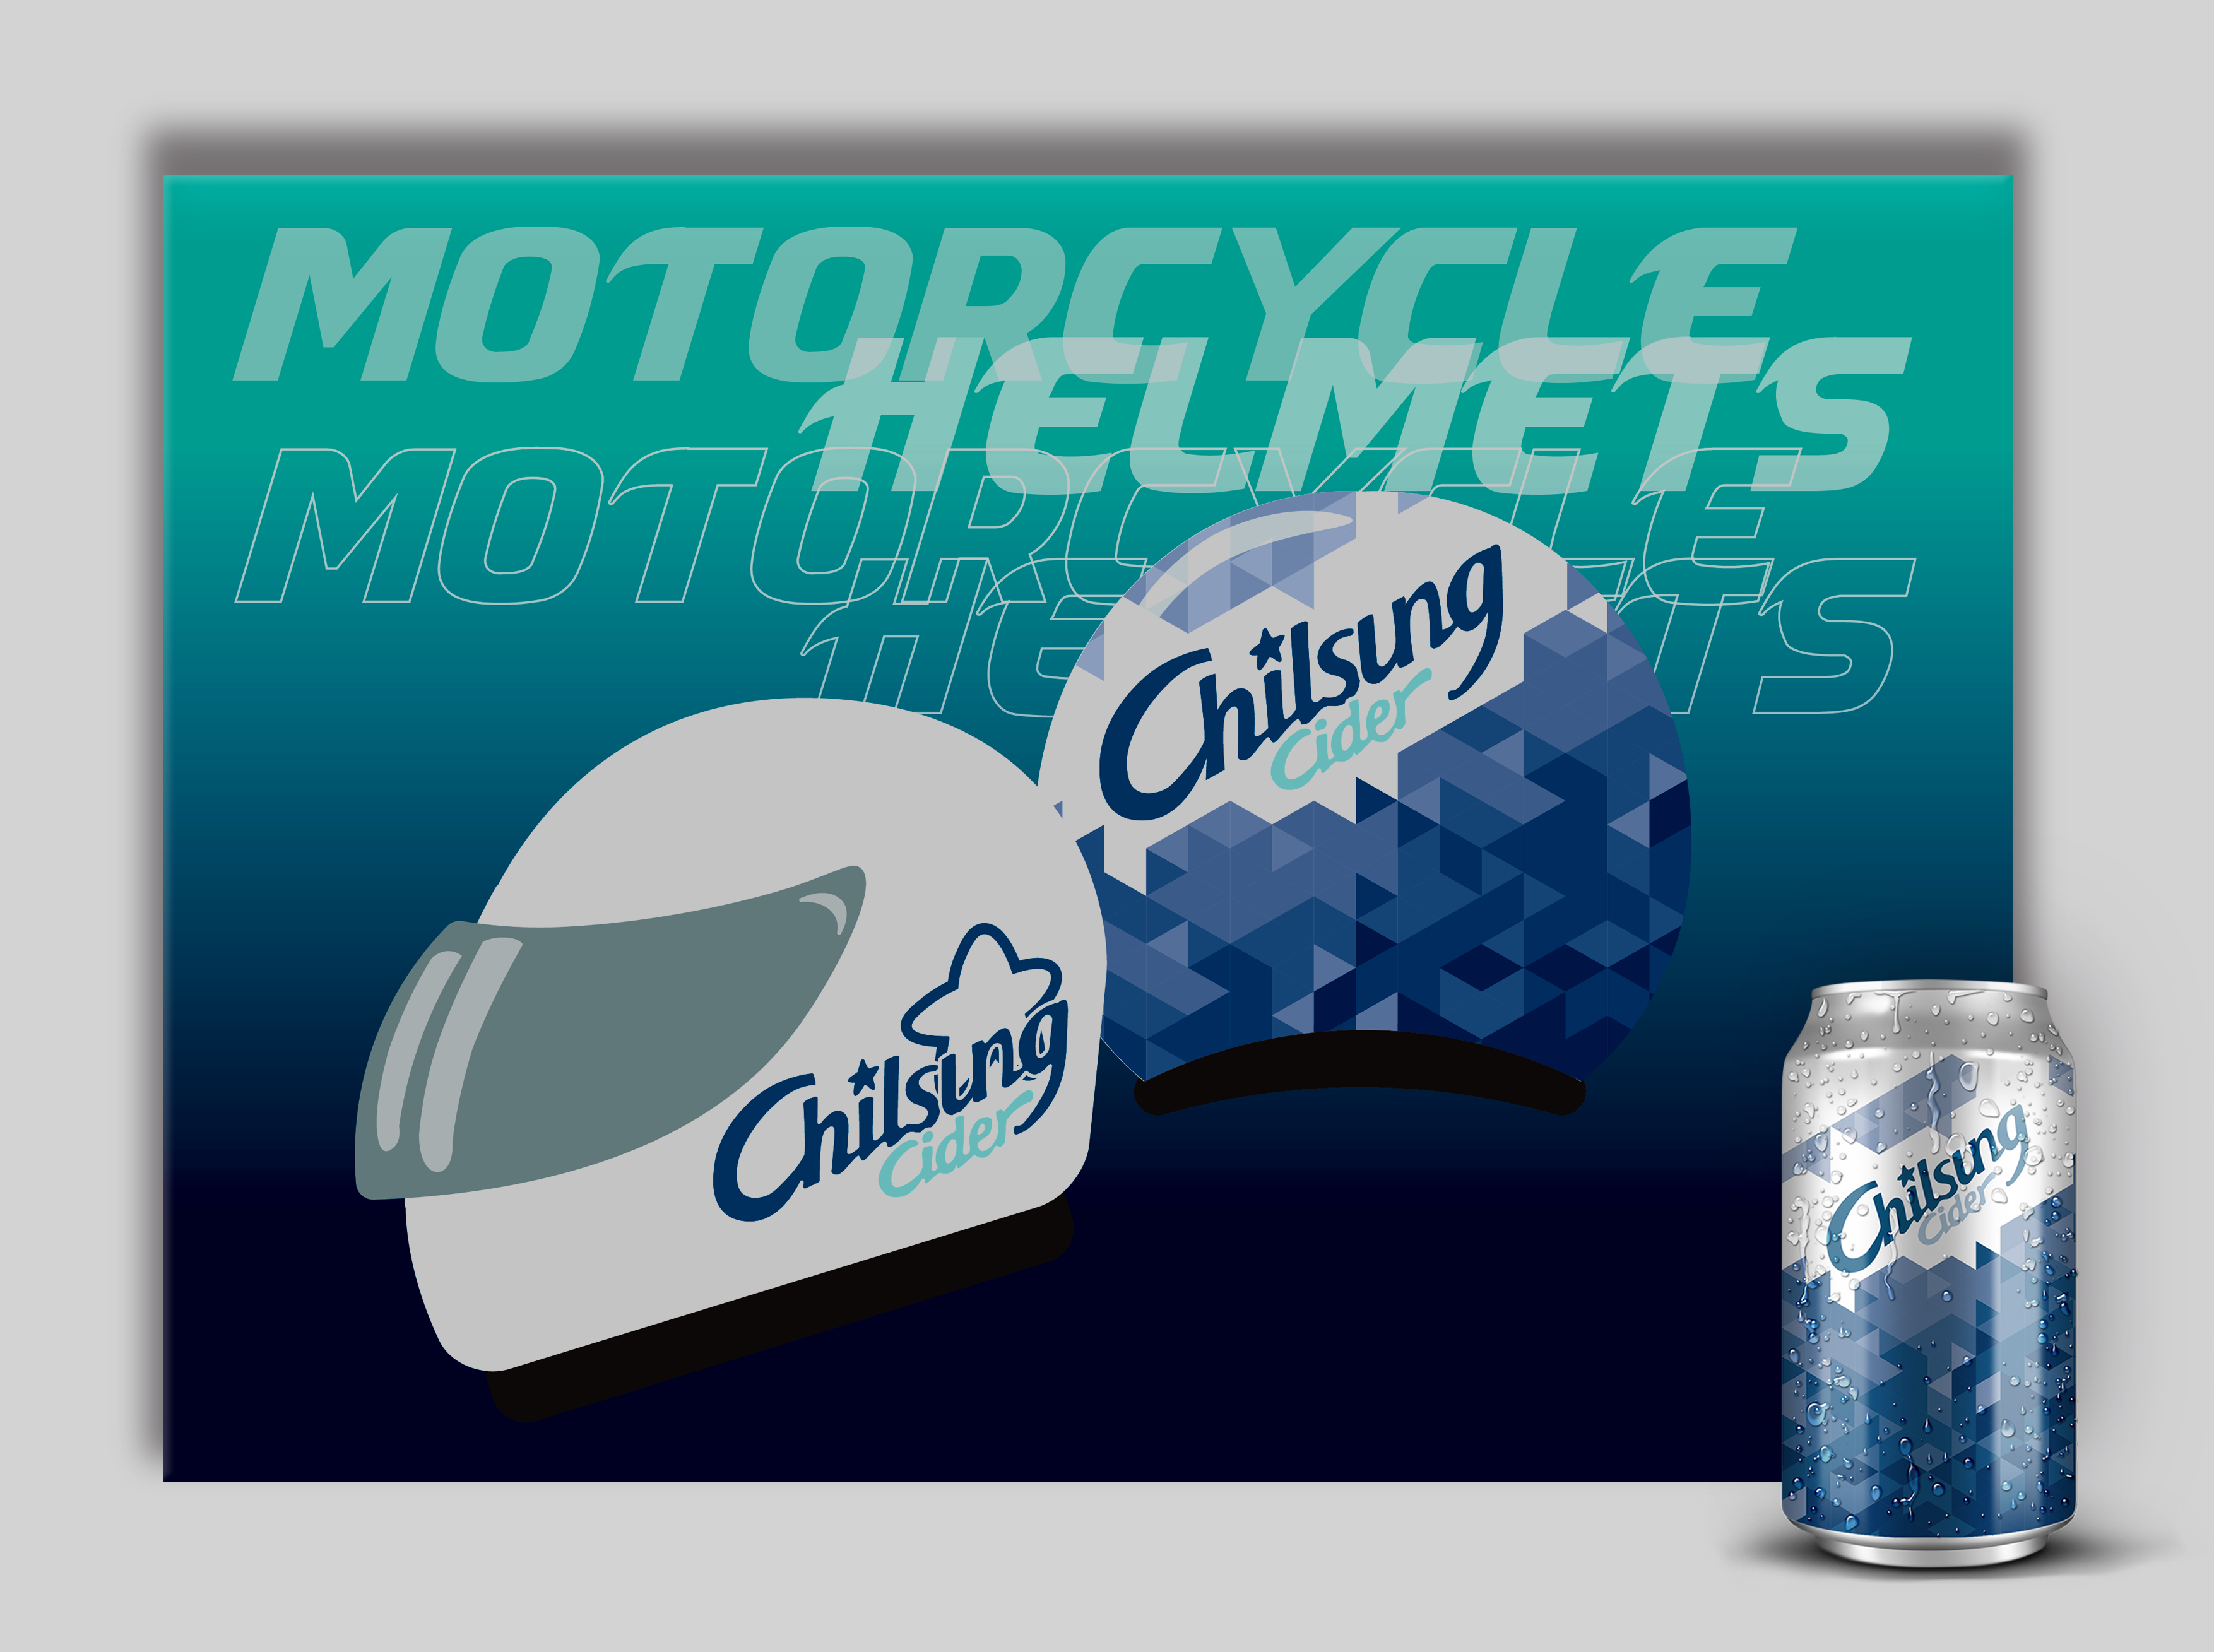 MOTORCYCLE
HELMETS
MOTORCYCLE
HELMETS
Chilsung
Cider
Chilsung
Cider
Chilsung
Cider